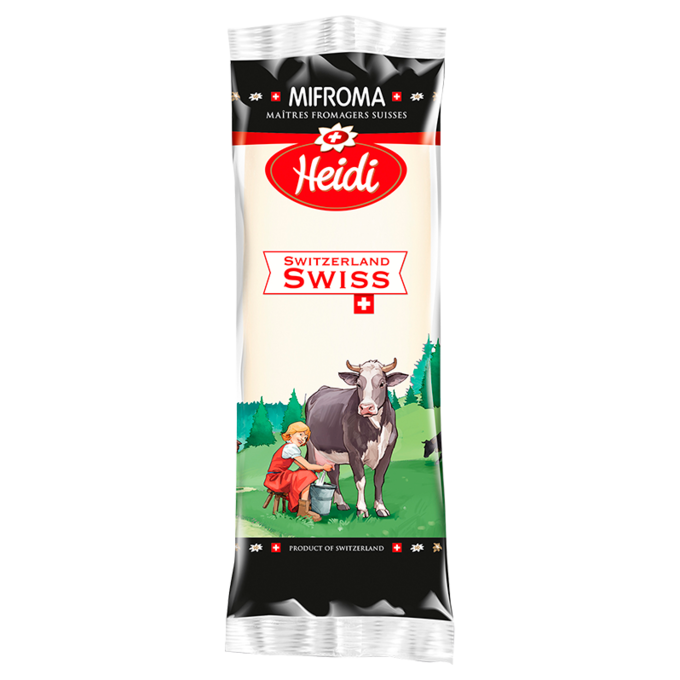 MIFROMA
MAÎTRES FROMAGERS SUISSES
Heidi
SWITZERLAND
SWISS
PRODUCT OF SWITZERLAND